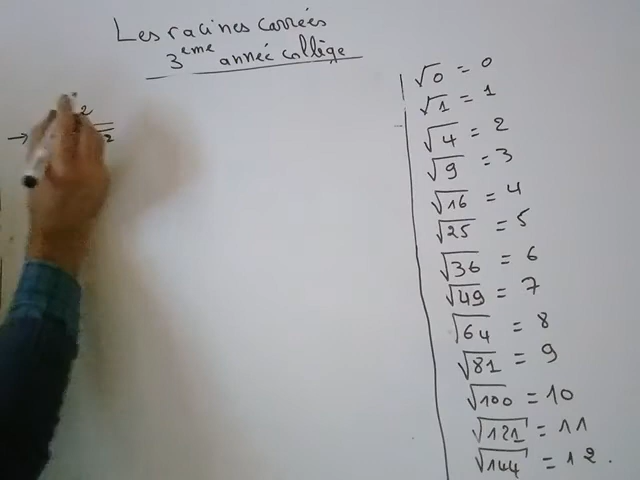 Les racines carrées
3eme année collège
√0 = 0
√1 = 1
√4 = 2
√9 = 3
√16 = 4
√25 = 5
√36 = 6
√49 = 7
√64 = 8
√81 = 9
√100 = 10
√121 = 11
√144 = 12.